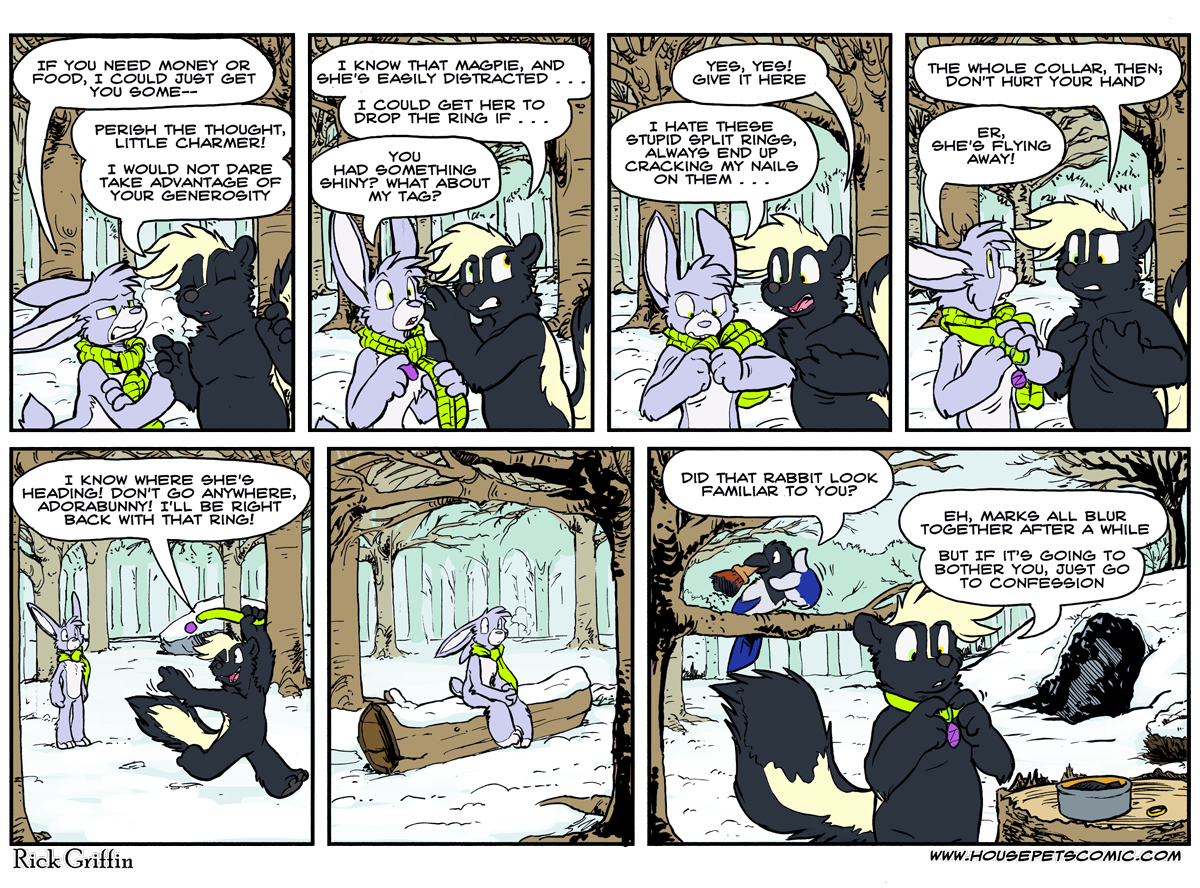 IF YOU NEED MONEY OR
FOOD, I COULD JUST GET
YOU SOME--
PERISH THE THOUGHT,
LITTLE CHARMER!
I WOULD NOT DARE
TAKE ADVANTAGE OF
YOUR GENEROSITY
I KNOW THAT MAGPIE, AND
SHE'S EASILY DISTRACTED . . .
I COULD GET HER TO
DROP THE RING IF . . .
YOU
HAD SOMETHING
SHINY? WHAT ABOUT
MY TAG?
YES, YES!
GIVE IT HERE
I HATE THESE
STUPID SPLIT RINGS,
ALWAYS END UP
CRACKING MY NAILS
ON THEM . . .
THE WHOLE COLLAR, THEN;
DON'T HURT YOUR HAND
ER,
SHE'S FLYING
AWAY!
I KNOW WHERE SHE'S
HEADING! DON'T GO ANYWHERE,
ADORABUNNY! I'LL BE RIGHT
BACK WITH THAT RING!
DID THAT RABBIT LOOK
FAMILIAR TO YOU?
EH, MARKS ALL BLUR
TOGETHER AFTER A WHILE
BUT IF IT'S GOING TO
BOTHER YOU, JUST GO
TO CONFESSION
Rick Griffin
WWW.HOUSEPETSCOMIC.COM